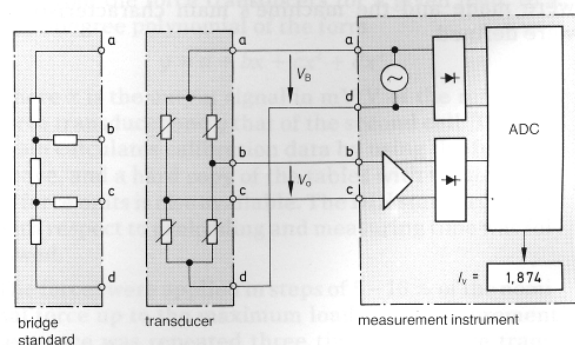 a
a
a
V_B
d
ADC
b
b
b
V_o
c
c
c
I_v = 1,874
d
d
bridge
standard
transducer
measurement instrument